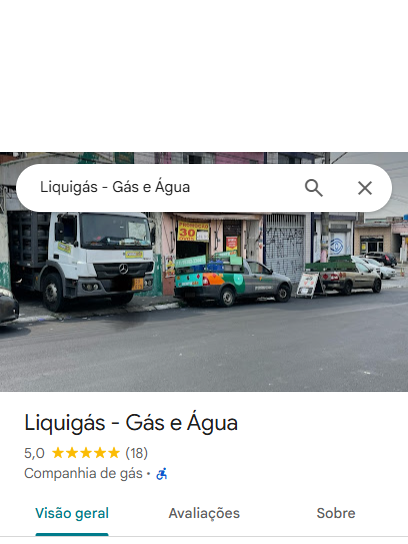 Liquigás - Gás e Água
30
Liquigás - Gás e Água
5,0 (18)
Companhia de gás ·
Visão geral
Avaliações
Sobre